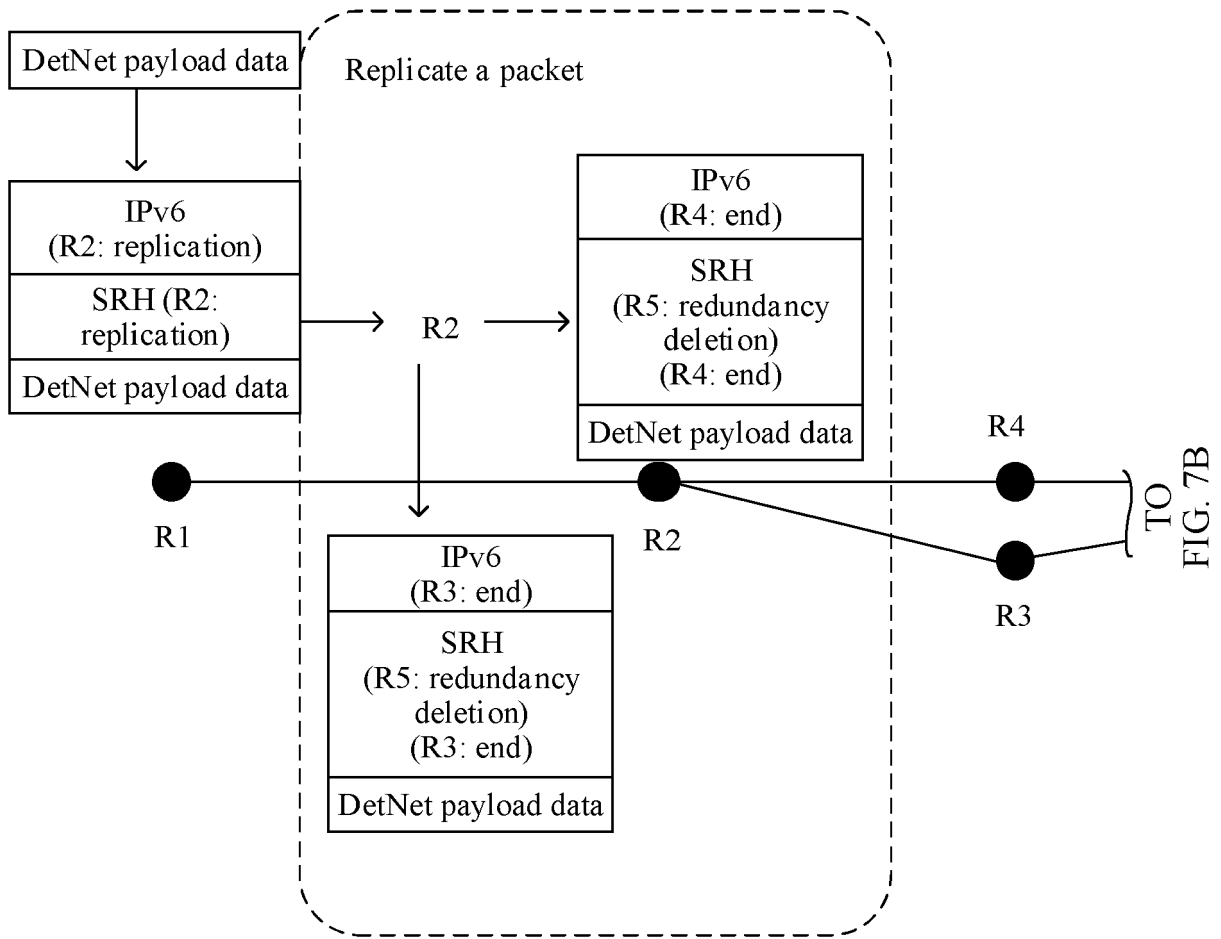 DetNet payload data
Replicate a packet
IPv6
(R2: replication)
SRH (R2:
replication)
DetNet payload data
R2
IPv6
(R4: end)
SRH
(R5: redundancy
deletion)
(R4: end)
DetNet payload data
R1
R2
R4
R3
TO
FIG. 7B
IPv6
(R3: end)
SRH
(R5: redundancy
deletion)
(R3: end)
DetNet payload data